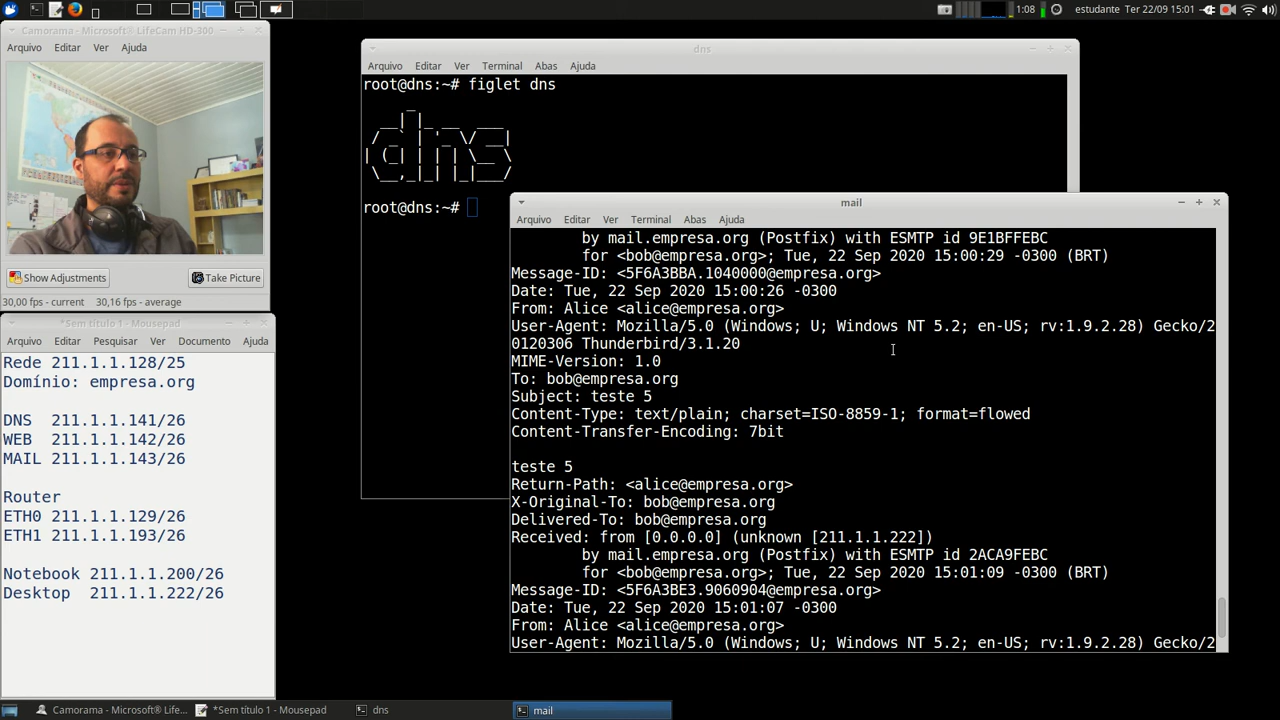 1:08 estudante Ter 22/09 15:01
Camorama - Microsoft® LifeCam HD-300
Arquivo Editar Ver Ajuda
Show Adjustments Take Picture
30,00 fps - current 30,16 fps - average
*Sem título 1 - Mousepad
Arquivo Editar Pesquisar Ver Documento Ajuda
Rede 211.1.1.128/25
Domínio: empresa.org
DNS 211.1.1.141/26
WEB 211.1.1.142/26
MAIL 211.1.1.143/26
Router
ETH0 211.1.1.129/26
ETH1 211.1.1.193/26
Notebook 211.1.1.200/26
Desktop 211.1.1.222/26
dns
Arquivo Editar Ver Terminal Abas Ajuda
root@dns:~# figlet dns
dns
root@dns:~#
mail
Arquivo Editar Ver Terminal Abas Ajuda
by mail.empresa.org (Postfix) with ESMTP id 9E1BFFEBC
for <bob@empresa.org>; Tue, 22 Sep 2020 15:00:29 -0300 (BRT)
Message-ID: <5F6A3BBA.1040000@empresa.org>
Date: Tue, 22 Sep 2020 15:00:26 -0300
From: Alice <alice@empresa.org>
User-Agent: Mozilla/5.0 (Windows; U; Windows NT 5.2; en-US; rv:1.9.2.28) Gecko/2
0120306 Thunderbird/3.1.20
MIME-Version: 1.0
To: bob@empresa.org
Subject: teste 5
Content-Type: text/plain; charset=ISO-8859-1; format=flowed
Content-Transfer-Encoding: 7bit
teste 5
Return-Path: <alice@empresa.org>
X-Original-To: bob@empresa.org
Delivered-To: bob@empresa.org
Received: from [0.0.0.0] (unknown [211.1.1.222])
by mail.empresa.org (Postfix) with ESMTP id 2ACA9FEBC
for <bob@empresa.org>; Tue, 22 Sep 2020 15:01:09 -0300 (BRT)
Message-ID: <5F6A3BE3.9060904@empresa.org>
Date: Tue, 22 Sep 2020 15:01:07 -0300
From: Alice <alice@empresa.org>
User-Agent: Mozilla/5.0 (Windows; U; Windows NT 5.2; en-US; rv:1.9.2.28) Gecko/2
Camorama - Microsoft® LifeC... *Sem título 1 - Mousepad dns mail